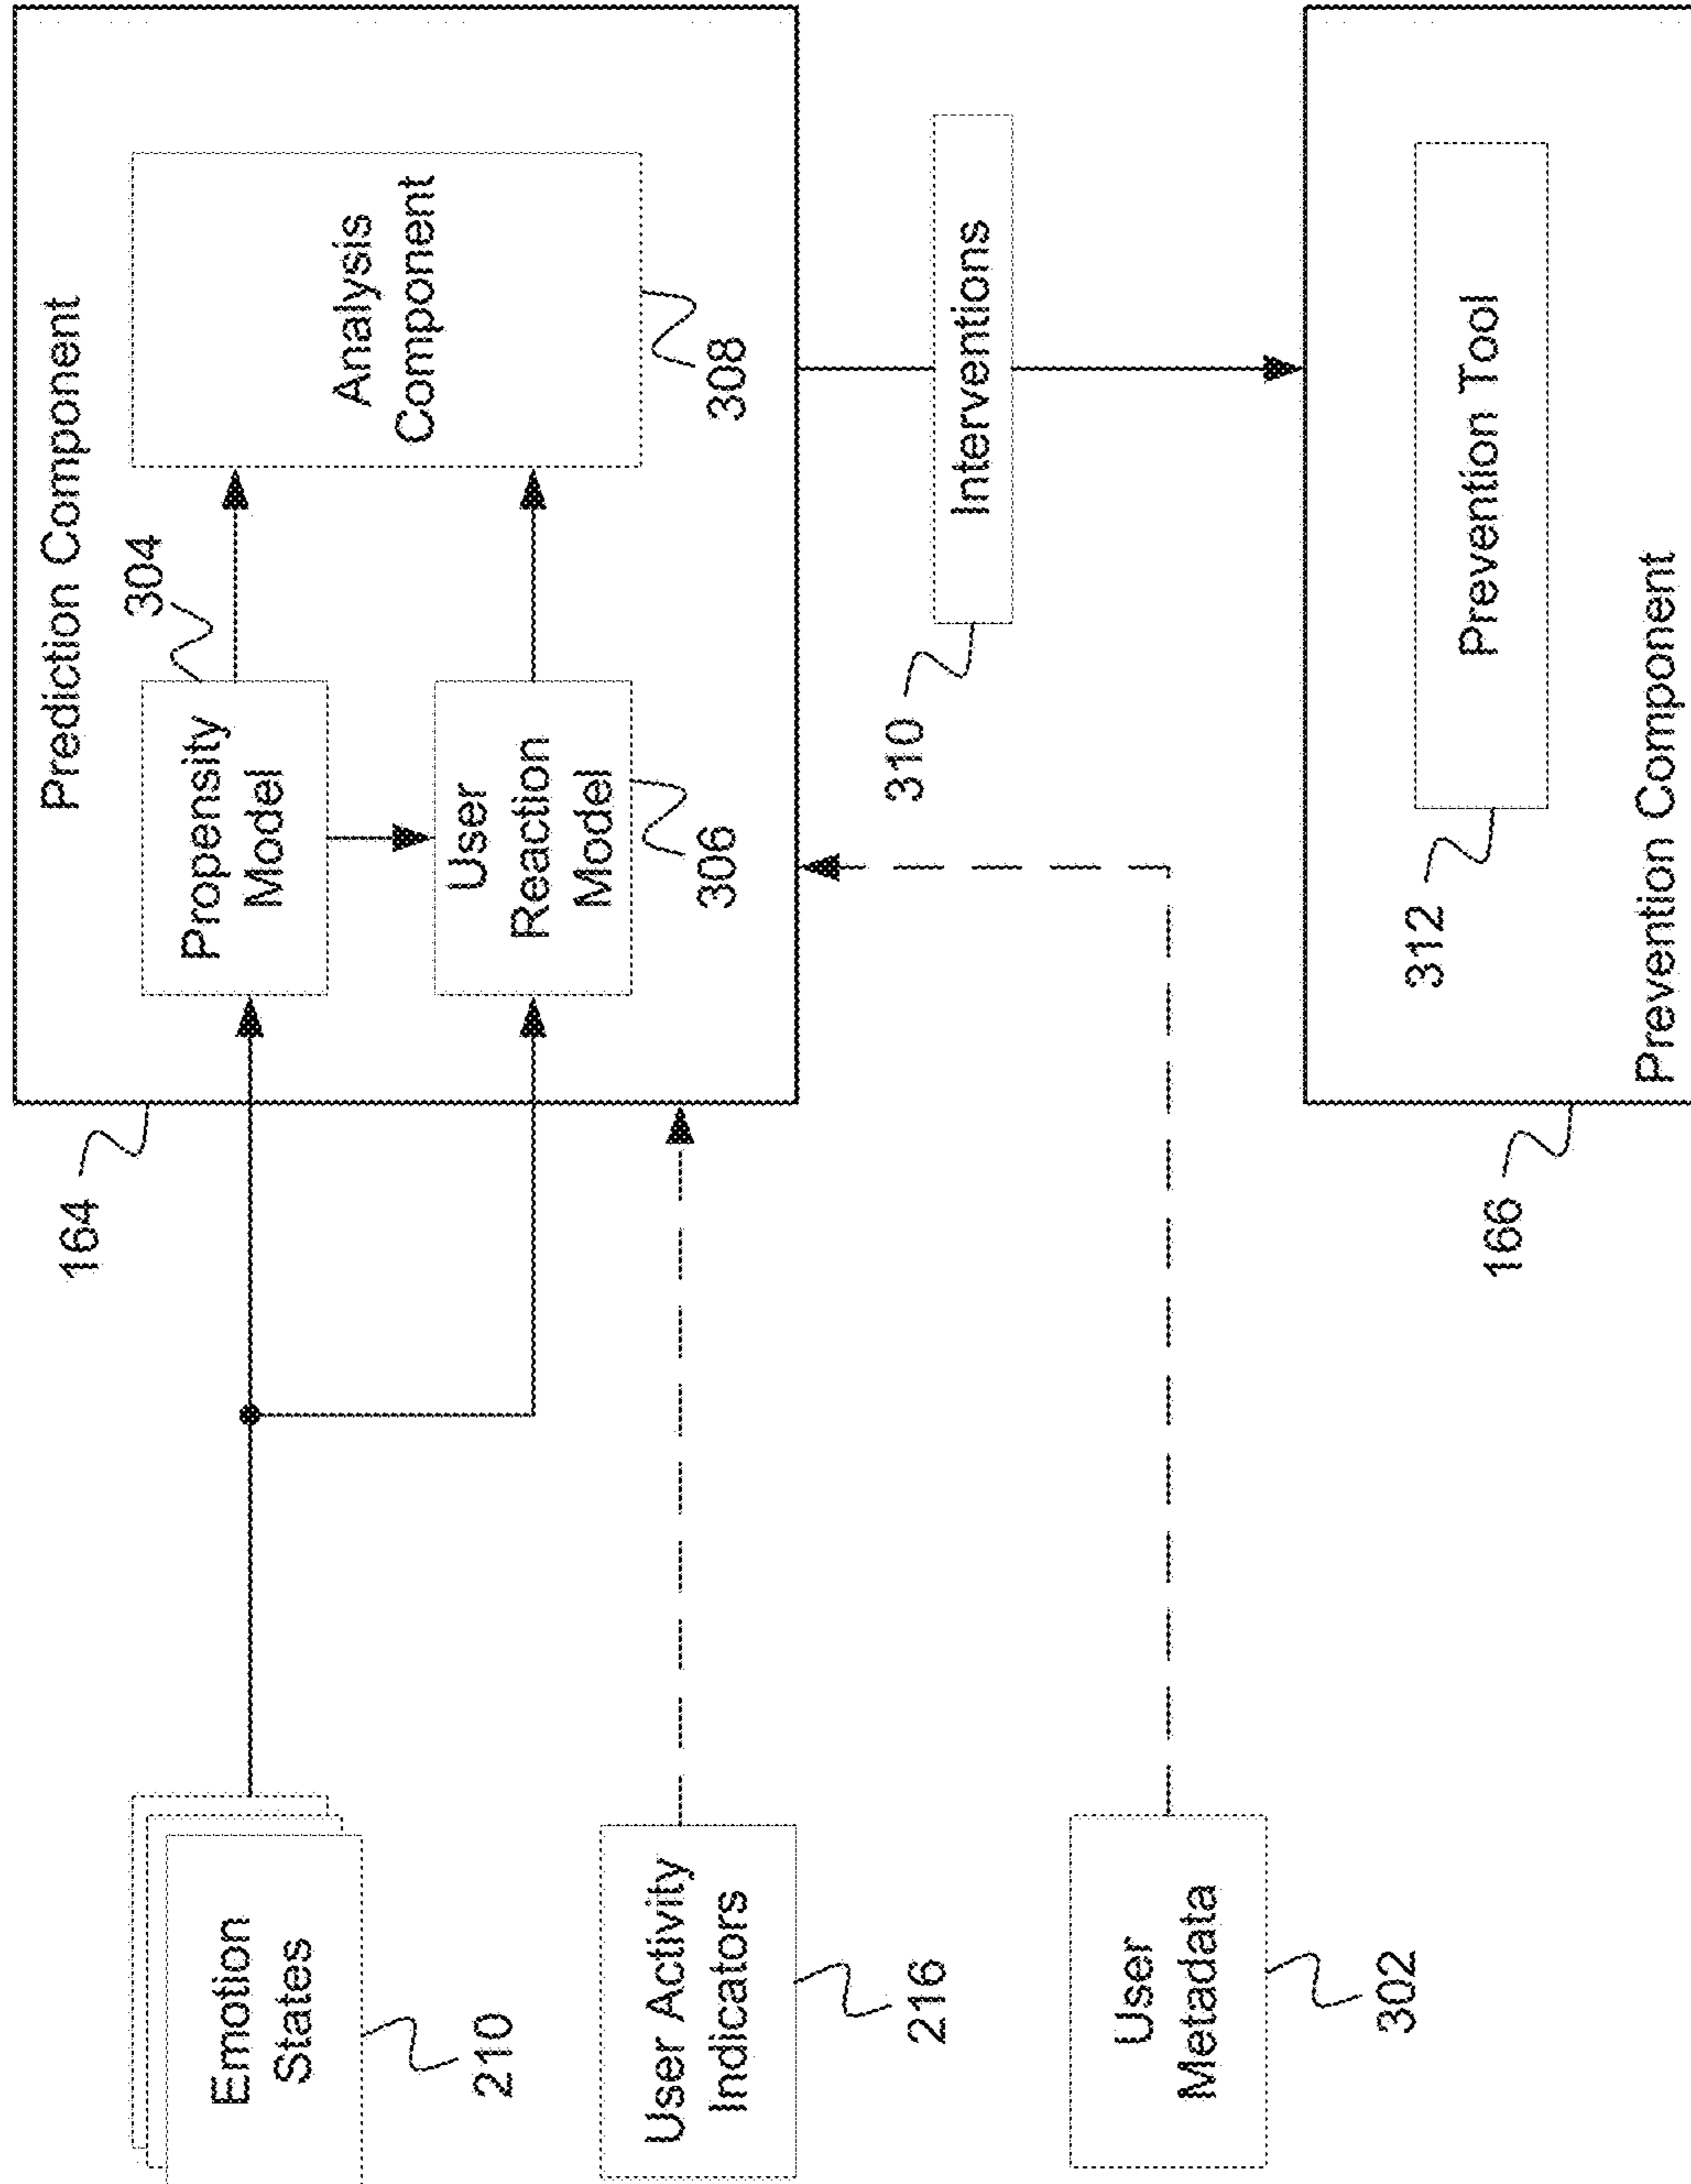 Prediction Component
Emotion
States
210
164
Propensity
Model
304
Analysis
Component
308
User
Reaction
Model
306
User Activity
Indicators
216
310
Interventions
User
Metadata
302
312
Prevention Tool
166
Prevention Component